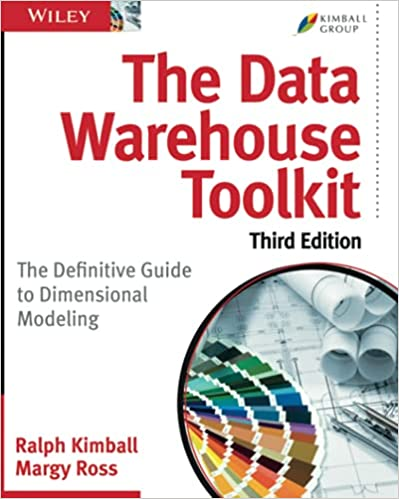 WILEY
KIMBALL
GROUP
The Data
Warehouse
Toolkit
Third Edition
The Definitive Guide
to Dimensional
Modeling
Ralph Kimball
Margy Ross